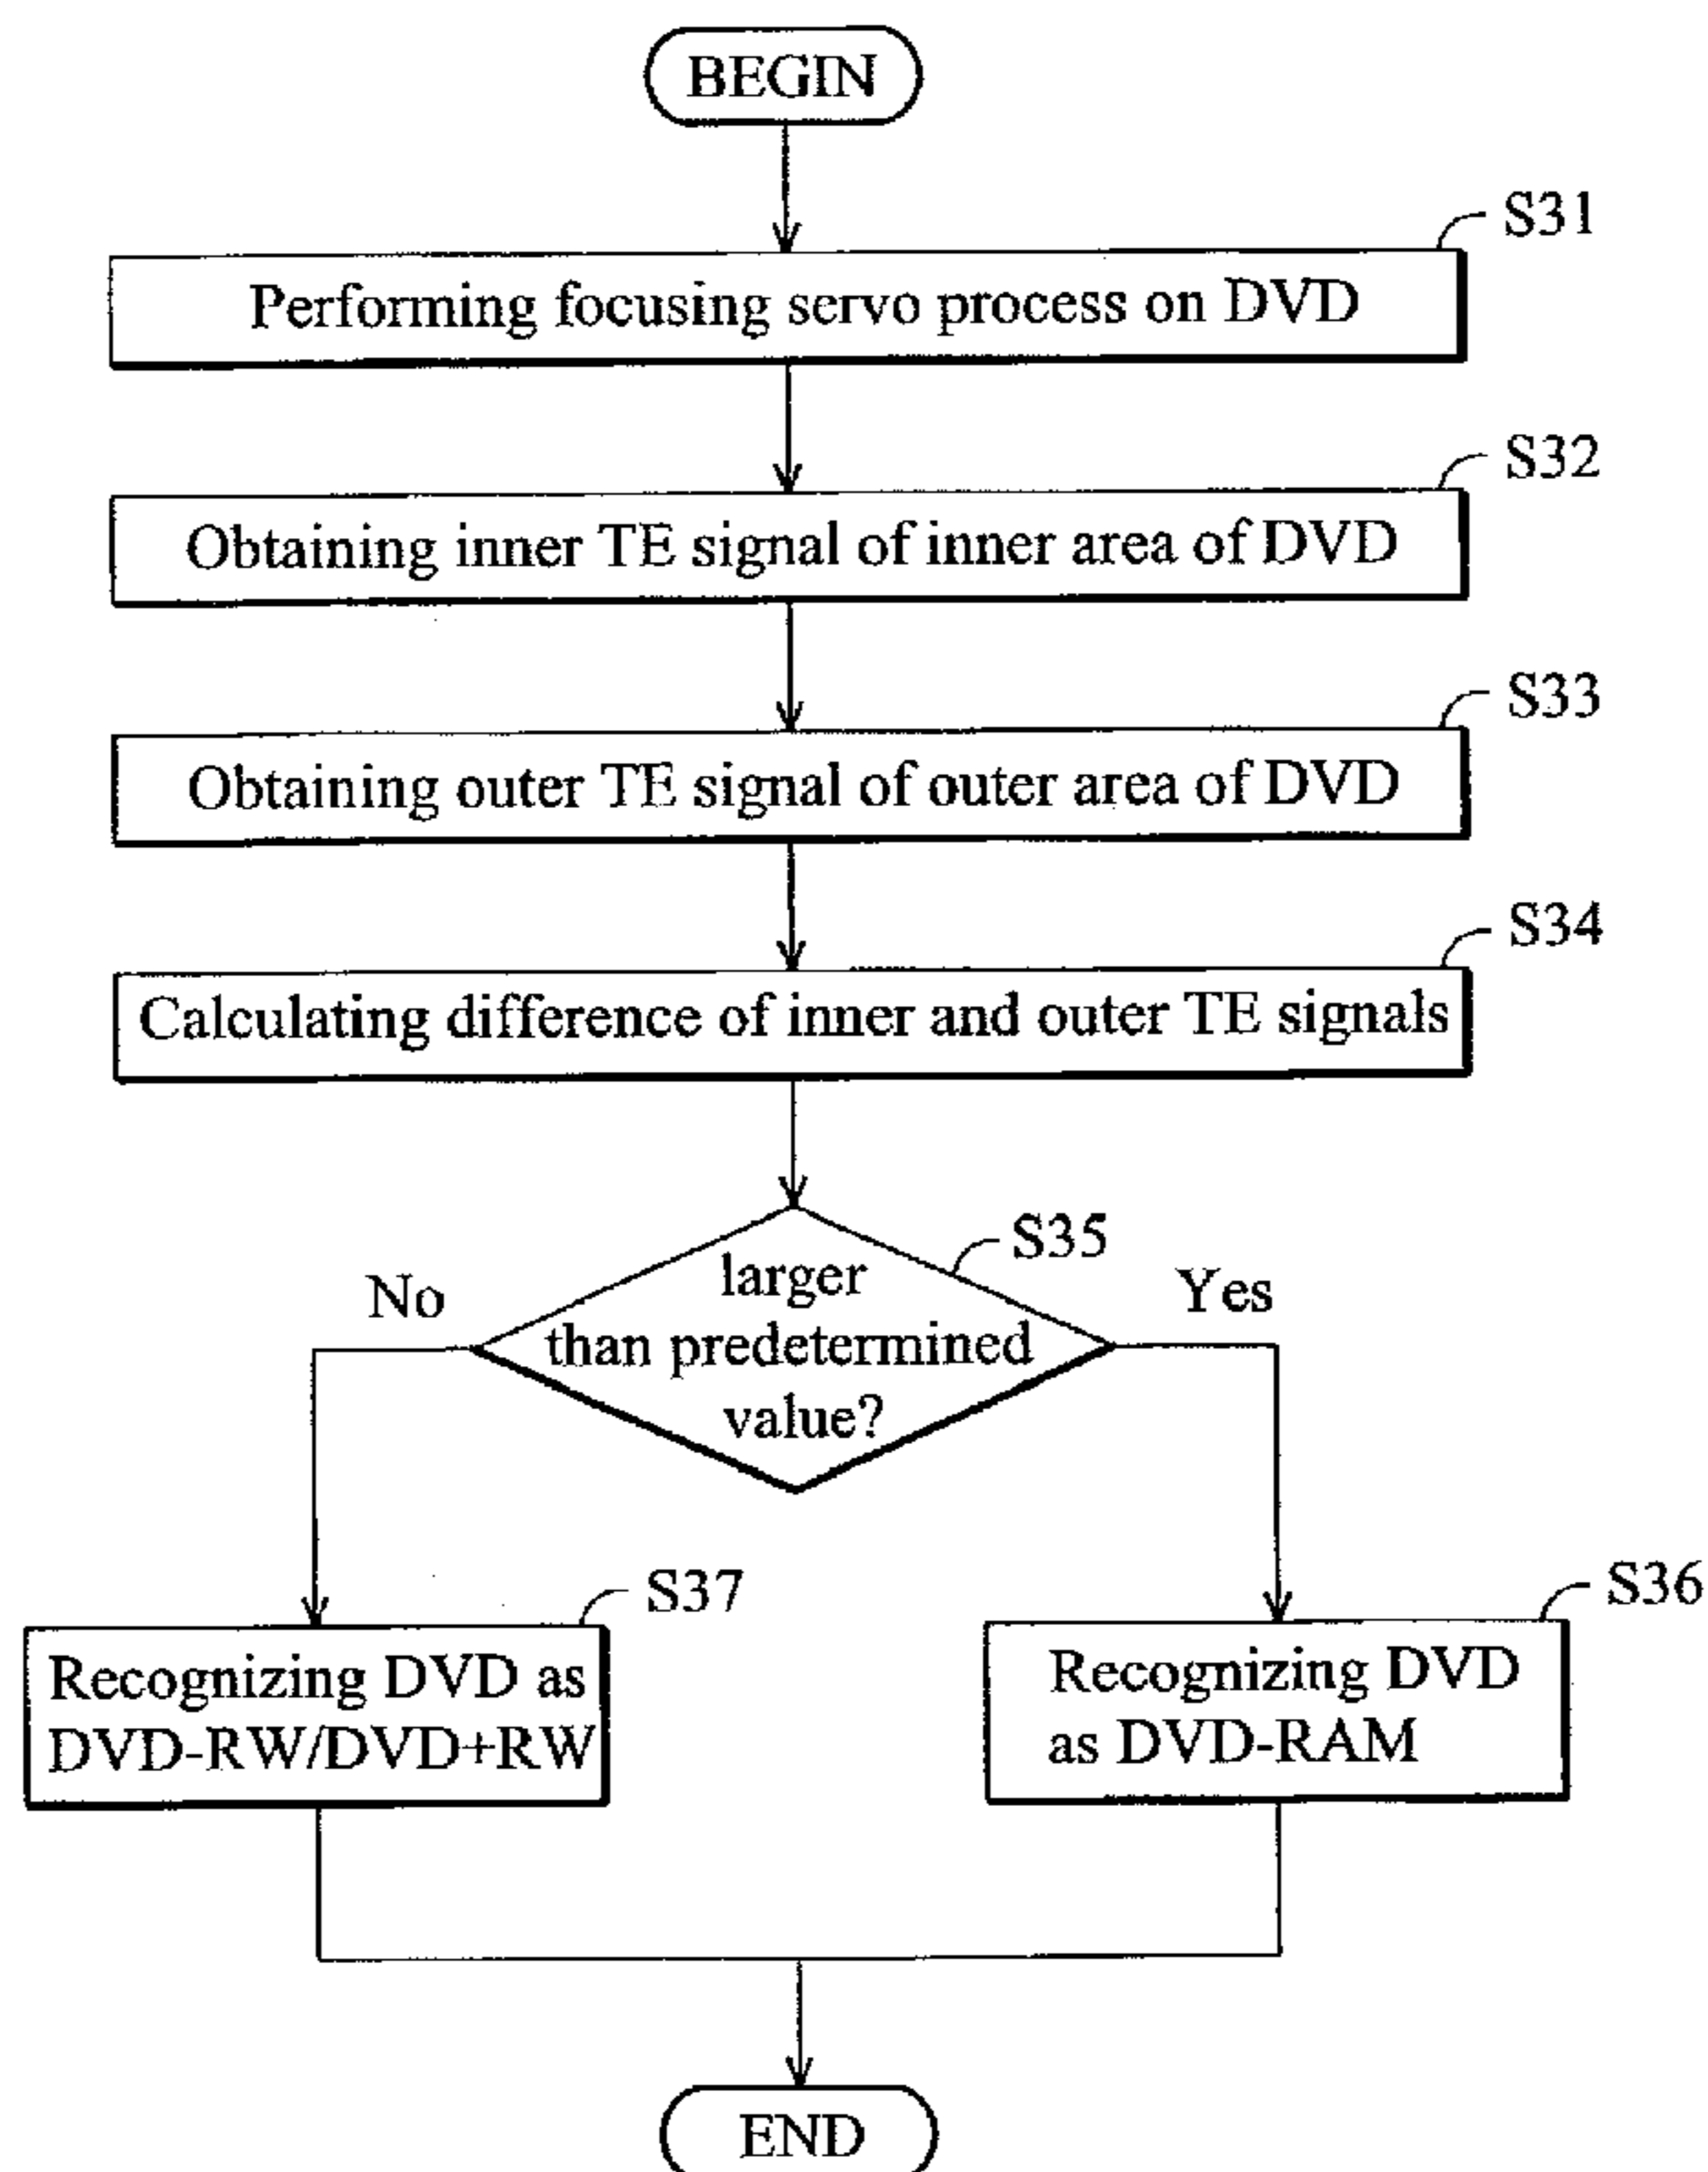 BEGIN
S31
Performing focusing servo process on DVD
S32
Obtaining inner TE signal of inner area of DVD
S33
Obtaining outer TE signal of outer area of DVD
S34
Calculating difference of inner and outer TE signals
S35
No
larger
than predetermined
value?
Yes
S37
Recognizing DVD as
DVD-RW/DVD+RW
S36
Recognizing DVD
as DVD-RAM
END